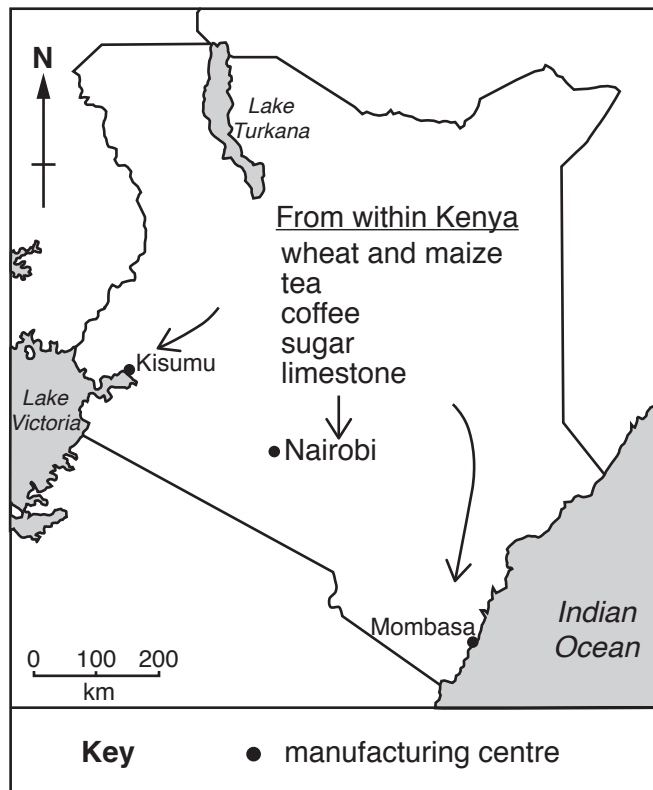 N
Lake
Turkana
From within Kenya
wheat and maize
tea
coffee
sugar
limestone
Kisumu
Lake
Victoria
Nairobi
Mombasa
Indian
Ocean
0 100 200
km
Key manufacturing centre